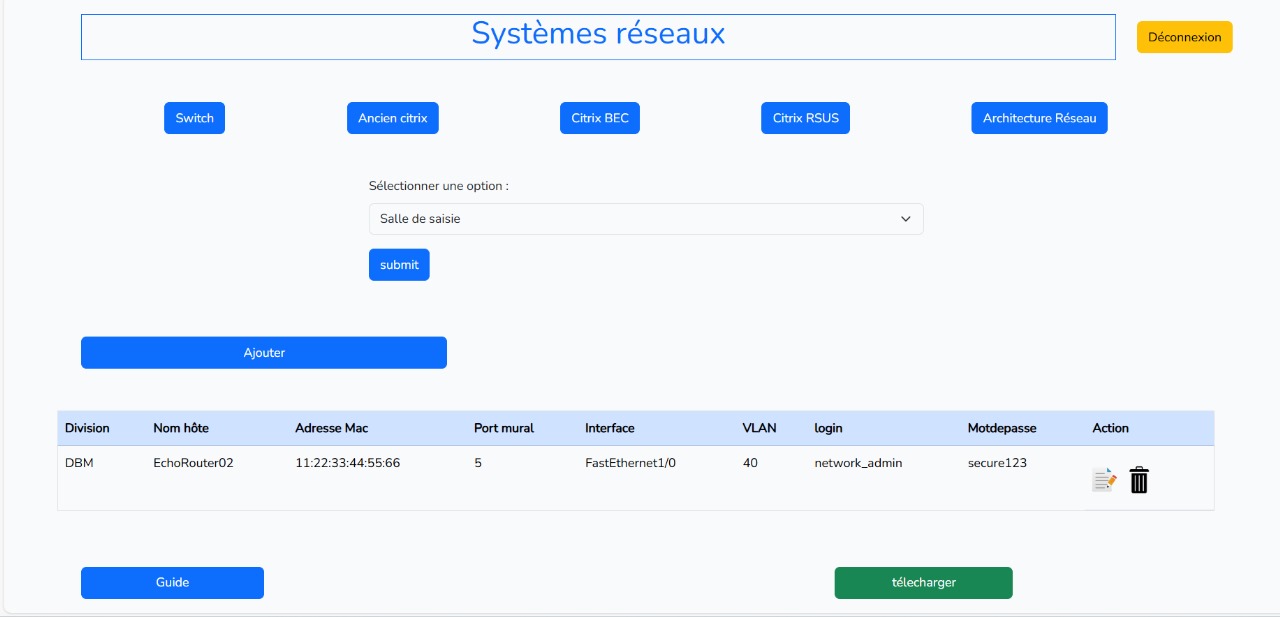 Systèmes réseaux
Déconnexion
Switch Ancien citrix Citrix BEC Citrix RSUS Architecture Réseau
Sélectionner une option :
Salle de saisie
submit
Ajouter
Division Nom hôte Adresse Mac Port mural Interface VLAN login Motdepasse Action
DBM EchoRouter02 11:22:33:44:55:66 5 FastEthernet1/0 40 network_admin secure123
Guide télecharger